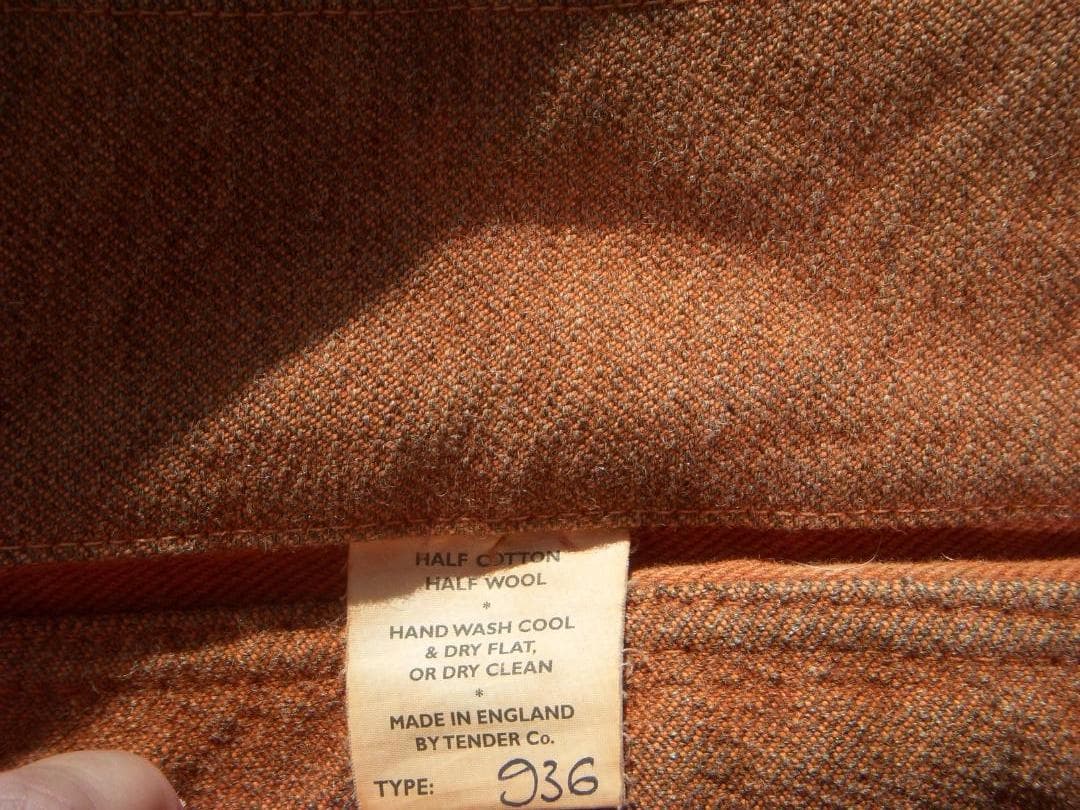 HALF COTTON
HALF WOOL
*
HAND WASH COOL
& DRY FLAT,
OR DRY CLEAN
*
MADE IN ENGLAND
BY TENDER Co.
TYPE: 936